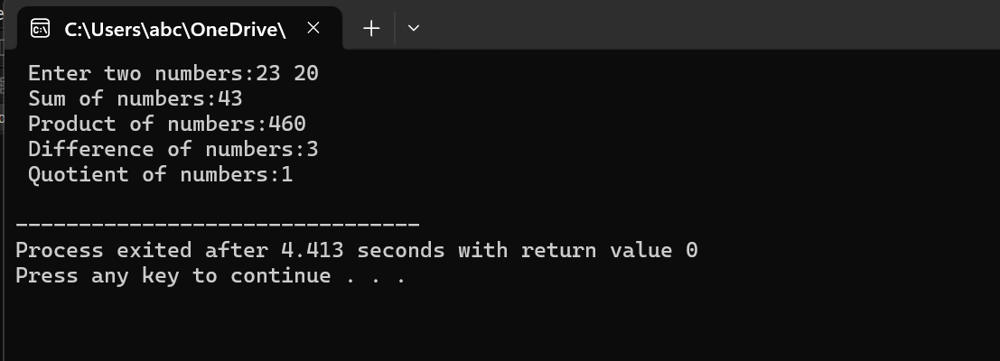 C:\Users\abc\OneDrive\
Enter two numbers:23 20
Sum of numbers:43
Product of numbers:460
Difference of numbers:3
Quotient of numbers:1
--------------------------------
Process exited after 4.413 seconds with return value 0
Press any key to continue . . .